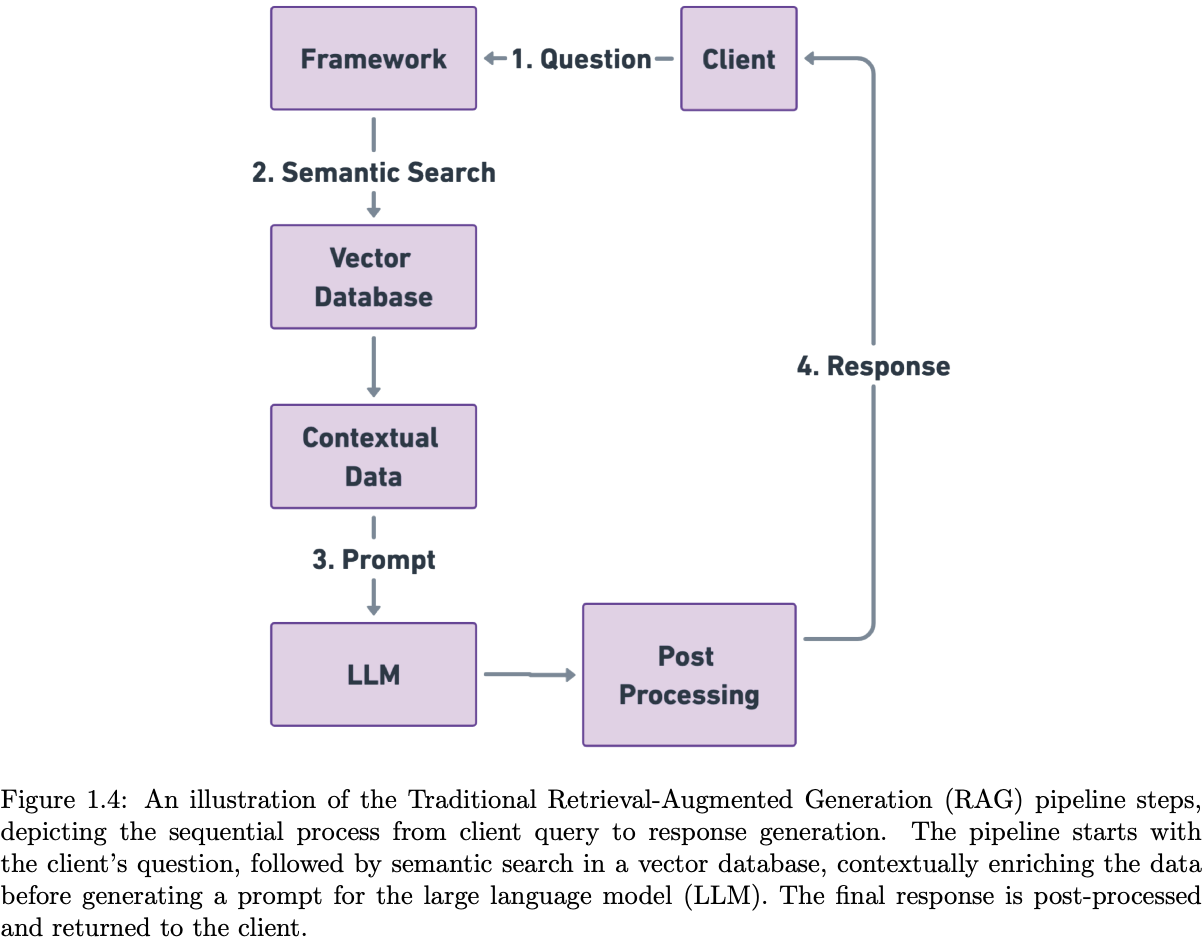 Framework
1. Question
Client
2. Semantic Search
Vector
Database
Contextual
Data
4. Response
3. Prompt
LLM
Post
Processing
Figure 1.4: An illustration of the Traditional Retrieval-Augmented Generation (RAG) pipeline steps,
depicting the sequential process from client query to response generation. The pipeline starts with
the client's question, followed by semantic search in a vector database, contextually enriching the data
before generating a prompt for the large language model (LLM). The final response is post-processed
and returned to the client.